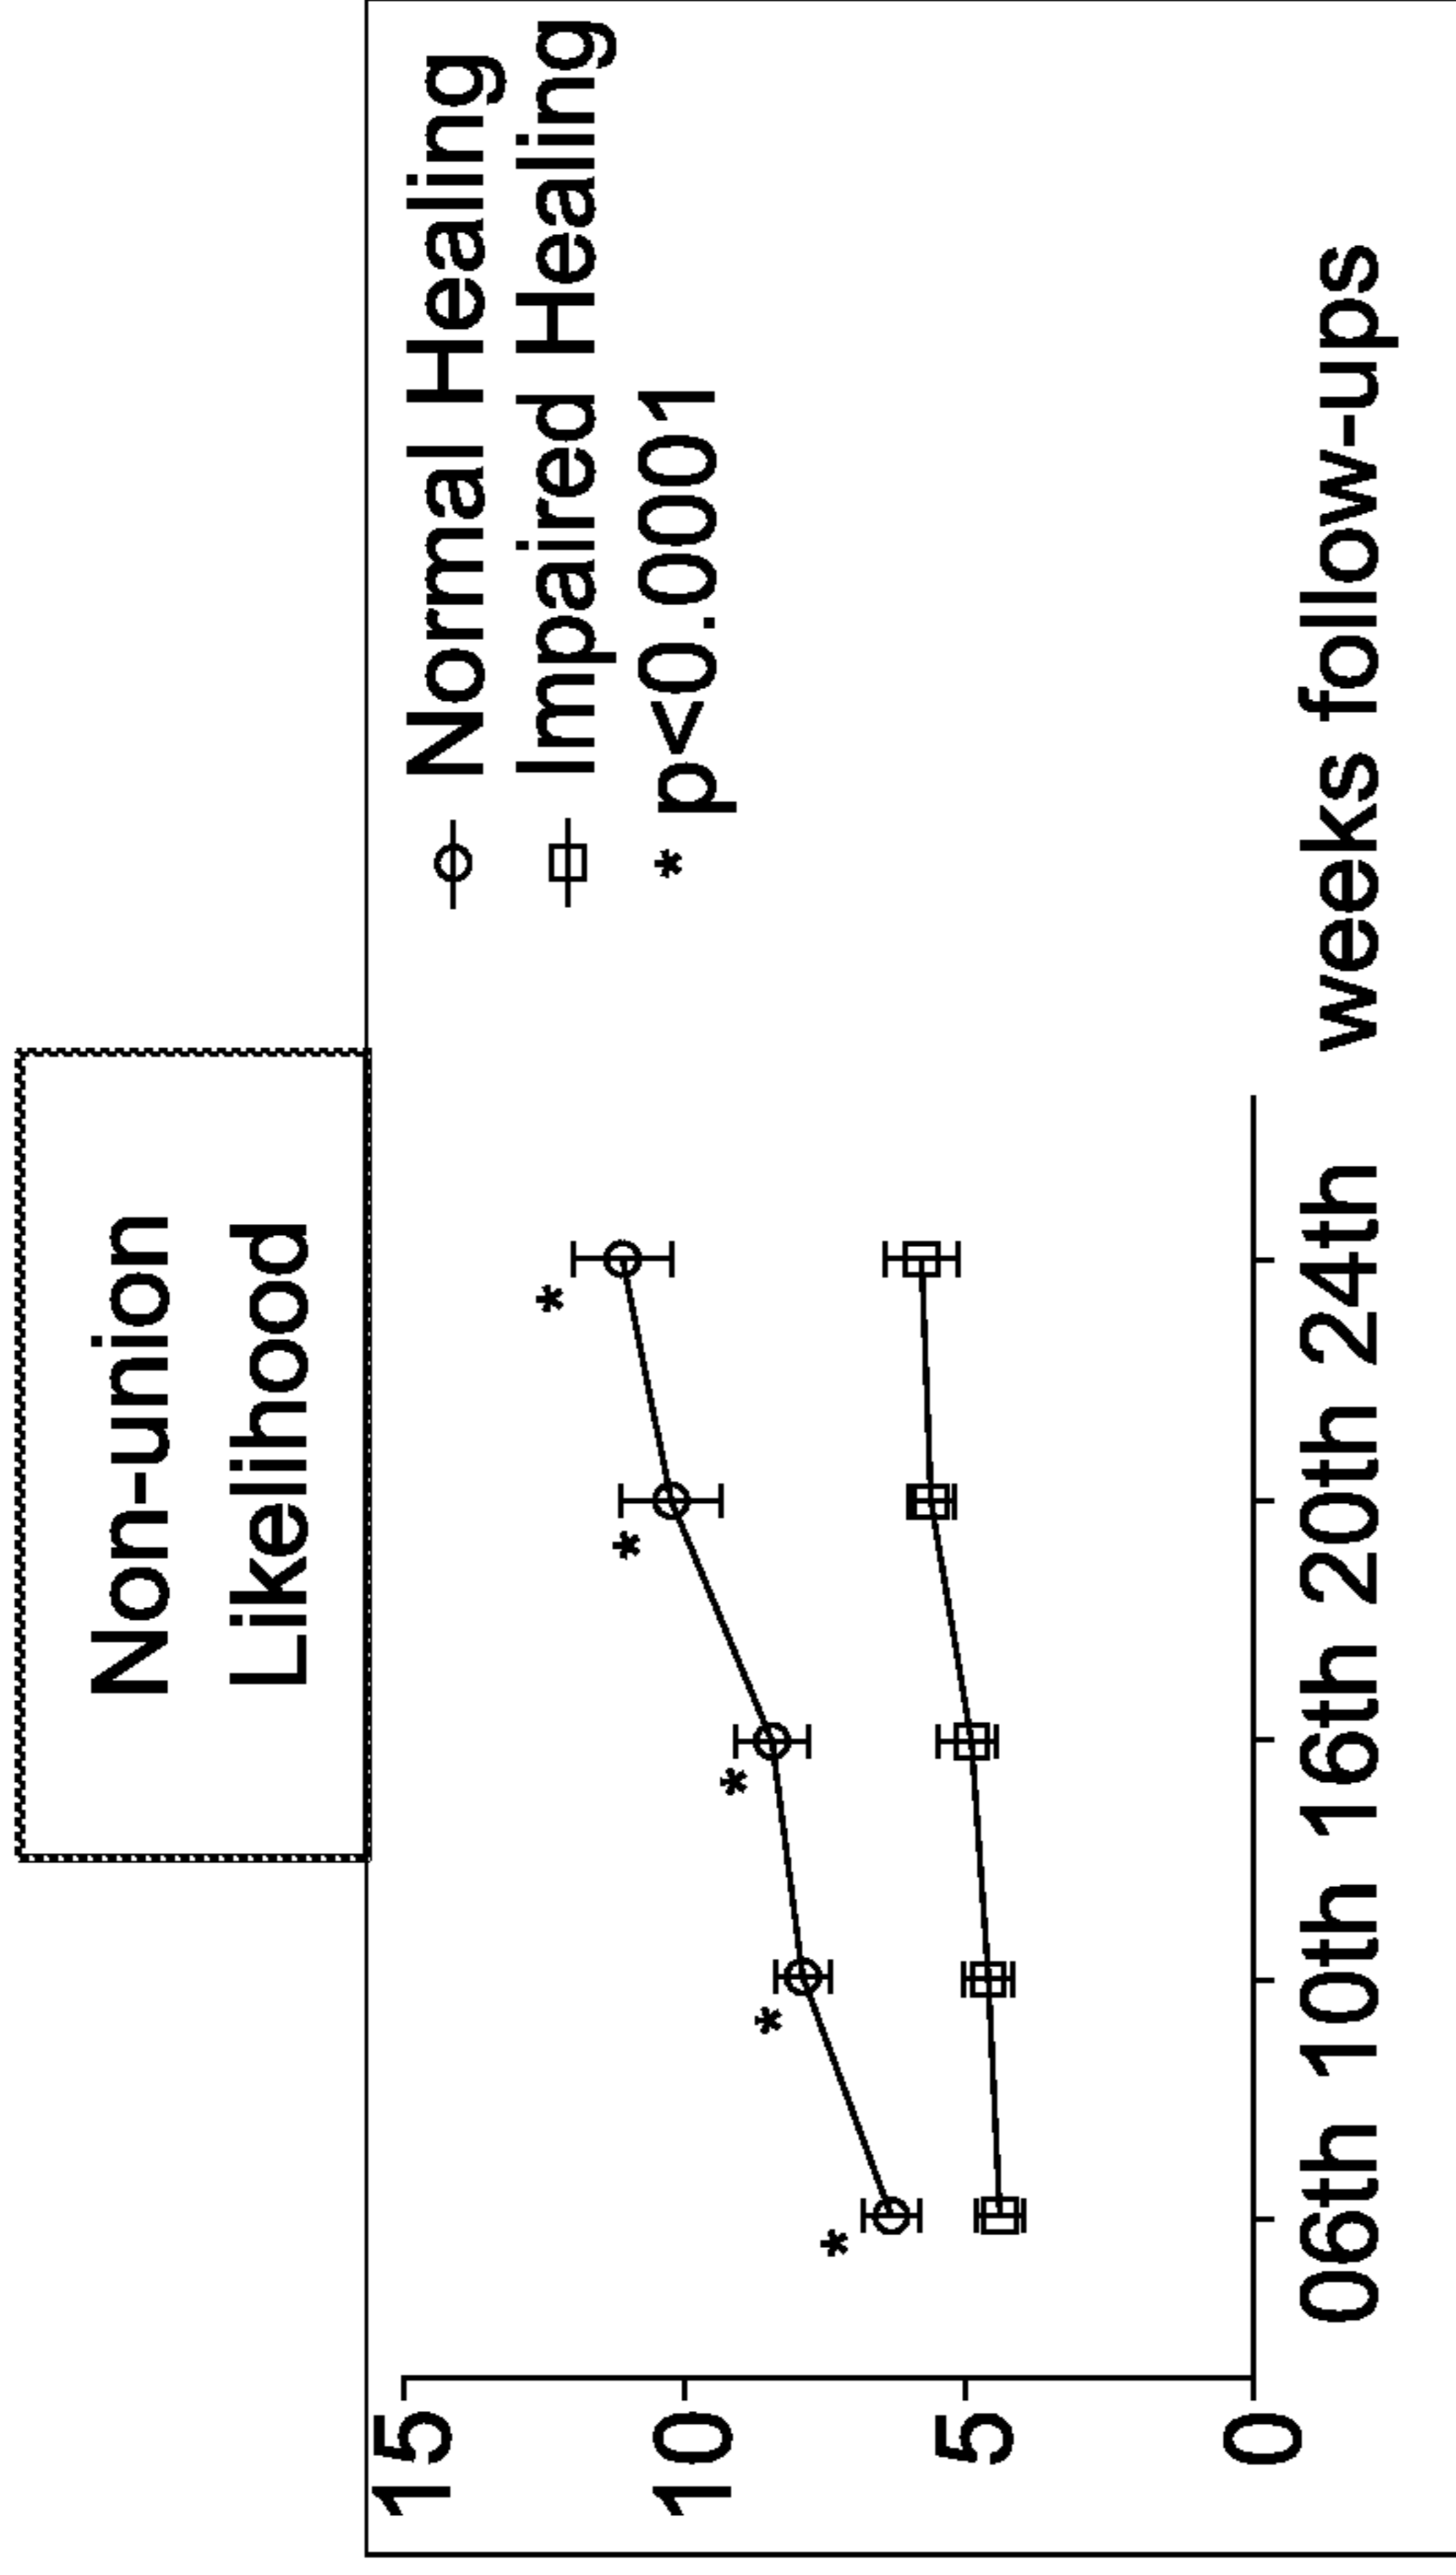 Non-union
Likelihood
Normal Healing
Impaired Healing
* p<0.0001
15
10
5
0
*
*
*
*
*
06th 10th 16th 20th 24th weeks follow-ups